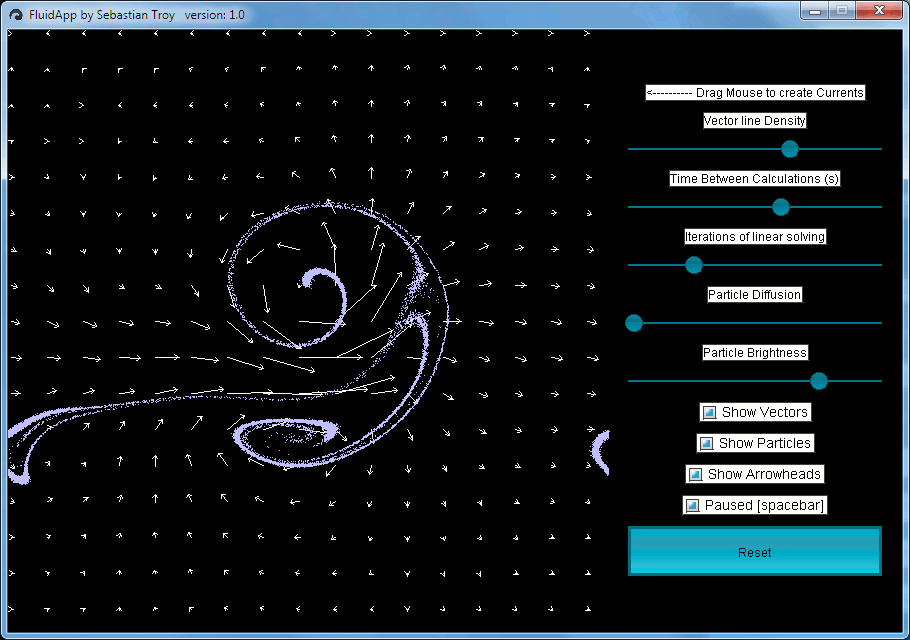 FluidApp by Sebastian Troy   version: 1.0
<---------- Drag Mouse to create Currents
Vector line Density
Time Between Calculations (s)
Iterations of linear solving
Particle Diffusion
Particle Brightness
Show Vectors
Show Particles
Show Arrowheads
Paused [spacebar]
Reset